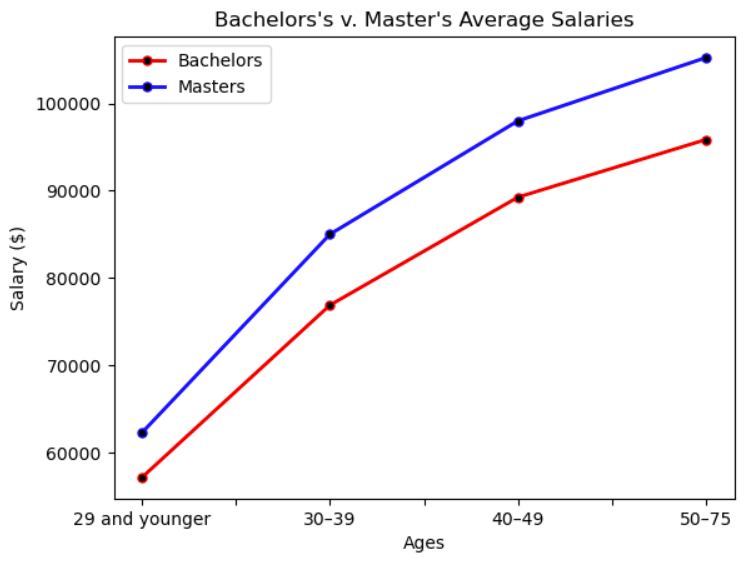 Bachelors's v. Master's Average Salaries
Bachelors
Masters
100000
90000
80000
70000
60000
Salary ($)
29 and younger
30–39
40–49
50–75
Ages